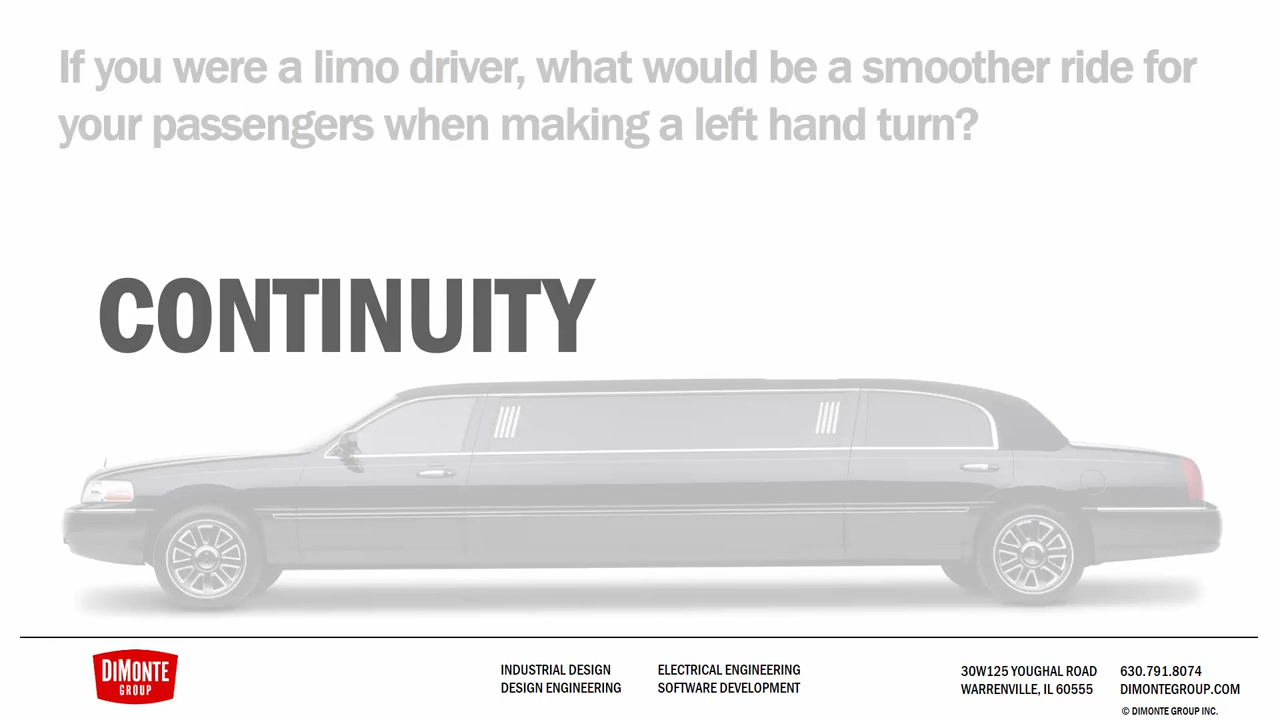 If you were a limo driver, what would be a smoother ride for
your passengers when making a left hand turn?
CONTINUITY
DIMONTE
GROUP
INDUSTRIAL DESIGN
DESIGN ENGINEERING
ELECTRICAL ENGINEERING
SOFTWARE DEVELOPMENT
30W125 YOUGHAL ROAD
WARRENVILLE, IL 60555
630.791.8074
DIMONTEGROUP.COM
© DIMONTE GROUP INC.